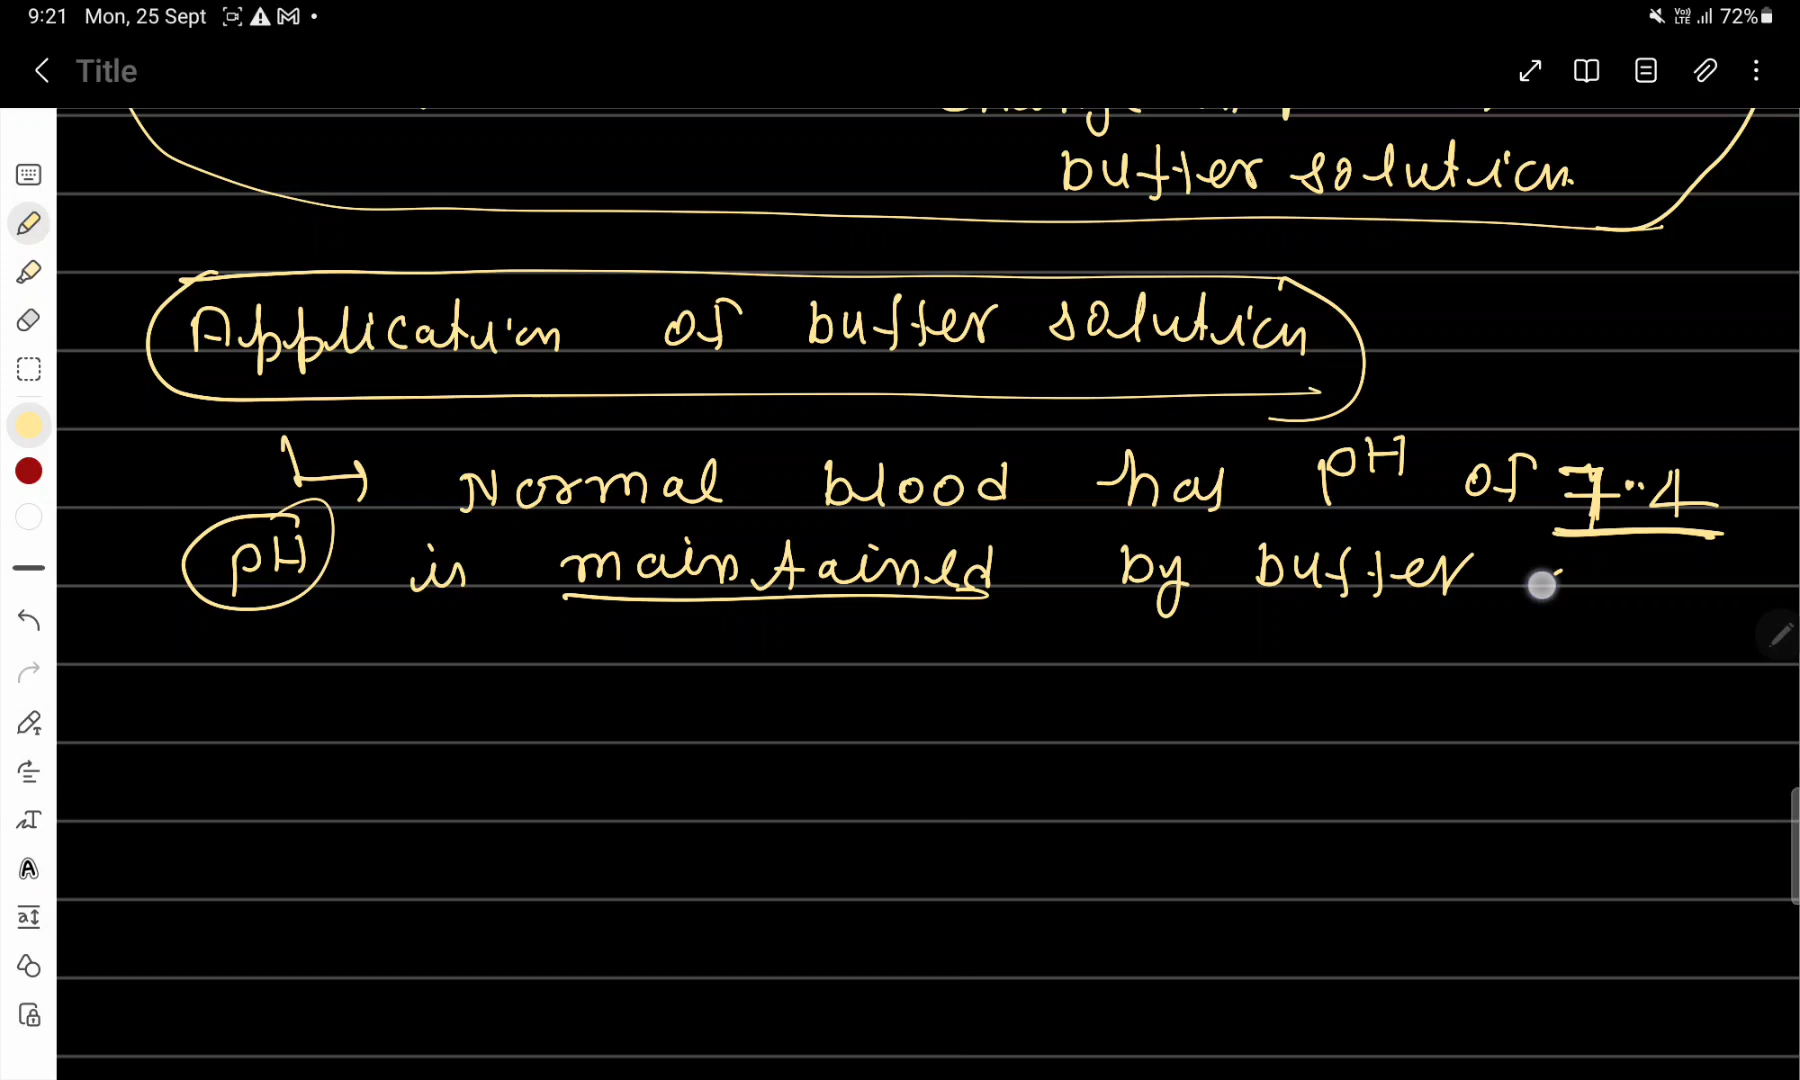 9:21 Mon, 25 Sept
72%
Title
buffer solution
Application of buffer solution
Normal blood has pH of 7.4
pH is maintained by buffer